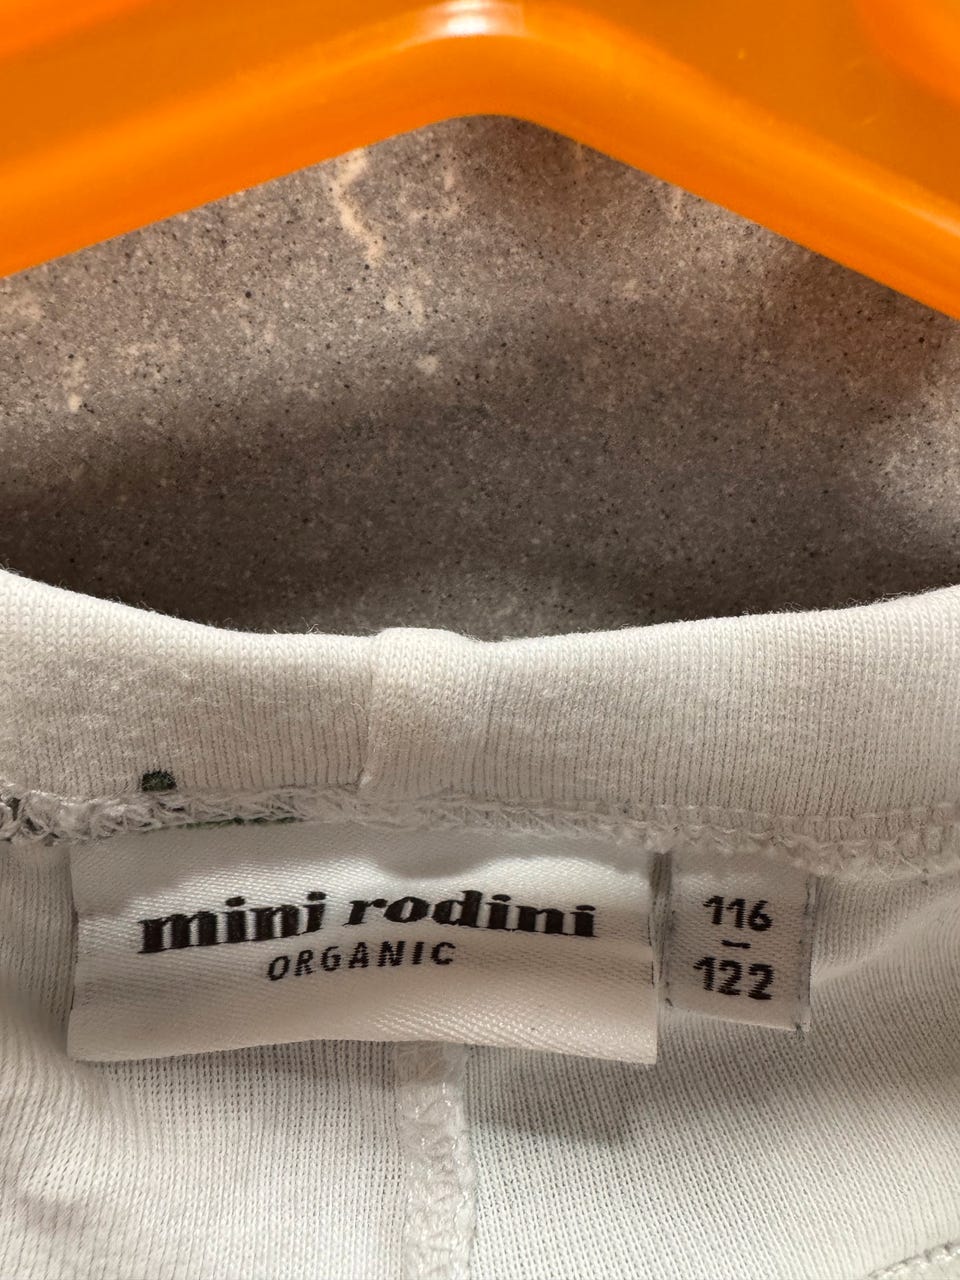 mini rodini
ORGANIC
116
–
122